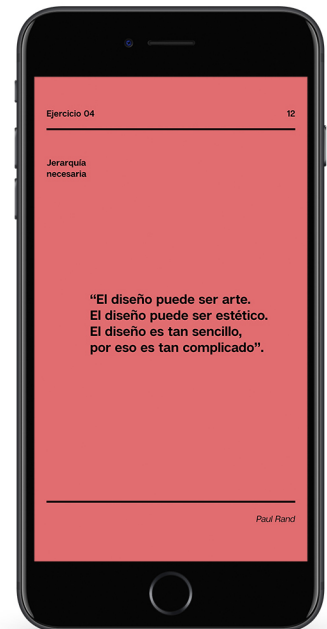 Ejercicio 04 12
Jerarquía
necesaria
“El diseño puede ser arte.
El diseño puede ser estético.
El diseño es tan sencillo,
por eso es tan complicado”.
Paul Rand